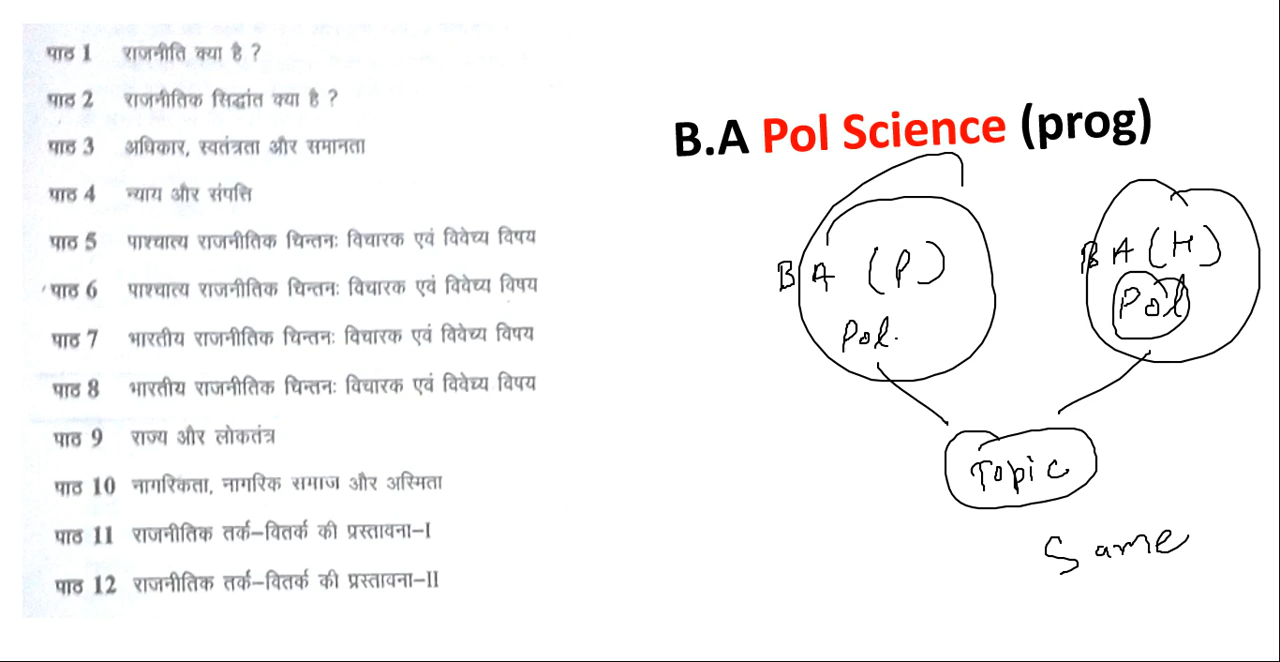 पाठ 1 राजनीति क्या है ?
पाठ 2 राजनीतिक सिद्धांत क्या है ?
पाठ 3 अधिकार, स्वतंत्रता और समानता
पाठ 4 न्याय और संपत्ति
पाठ 5 पाश्चात्य राजनीतिक चिन्तनः विचारक एवं विवेच्य विषय
पाठ 6 पाश्चात्य राजनीतिक चिन्तनः विचारक एवं विवेच्य विषय
पाठ 7 भारतीय राजनीतिक चिन्तनः विचारक एवं विवेच्य विषय
पाठ 8 भारतीय राजनीतिक चिन्तनः विचारक एवं विवेच्य विषय
पाठ 9 राज्य और लोकतंत्र
पाठ 10 नागरिकता, नागरिक समाज और अस्मिता
पाठ 11 राजनीतिक तर्क–वितर्क की प्रस्तावना–I
पाठ 12 राजनीतिक तर्क–वितर्क की प्रस्तावना–II
B.A Pol Science (prog)
B A (P)
Pol.
B A (H)
Pol
Topic
Same